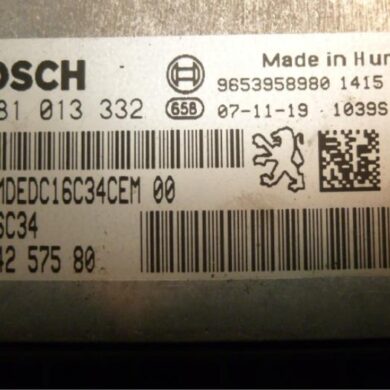 OSCH
Made in Hun
9653958980 1415
81 013 332
658
07-11-19 10395
MDEDC16C34CEM 00
6C34
42 575 80